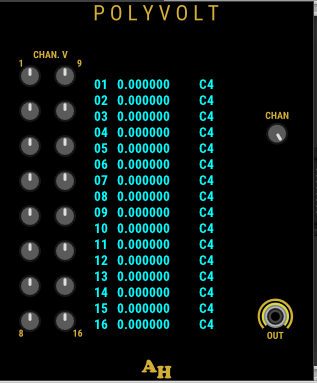 POLYVOLT
CHAN. V
1 9
01 0.000000 C4
02 0.000000 C4
03 0.000000 C4
04 0.000000 C4
05 0.000000 C4
06 0.000000 C4
07 0.000000 C4
08 0.000000 C4
09 0.000000 C4
10 0.000000 C4
11 0.000000 C4
12 0.000000 C4
13 0.000000 C4
14 0.000000 C4
15 0.000000 C4
16 0.000000 C4
CHAN
8 16
OUT
AH